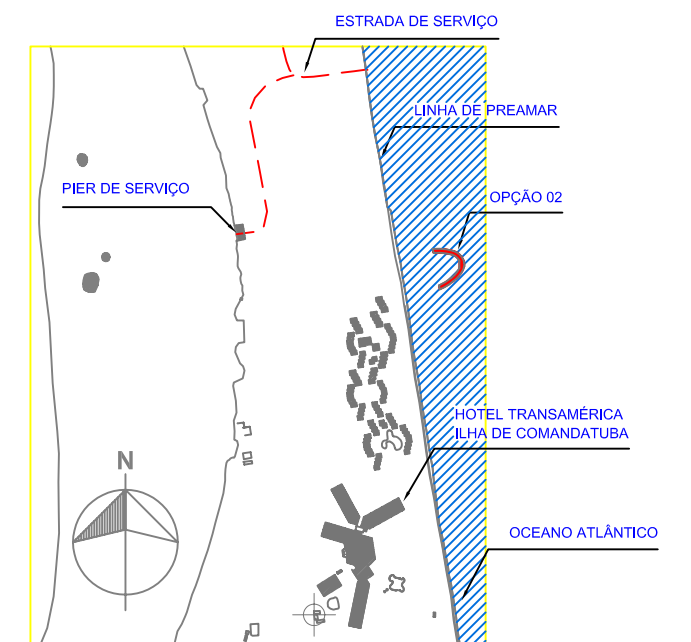 ESTRADA DE SERVIÇO
LINHA DE PREAMAR
PIER DE SERVIÇO
OPÇÃO 02
HOTEL TRANSAMÉRICA
ILHA DE COMANDATUBA
N
OCEANO ATLÂNTICO